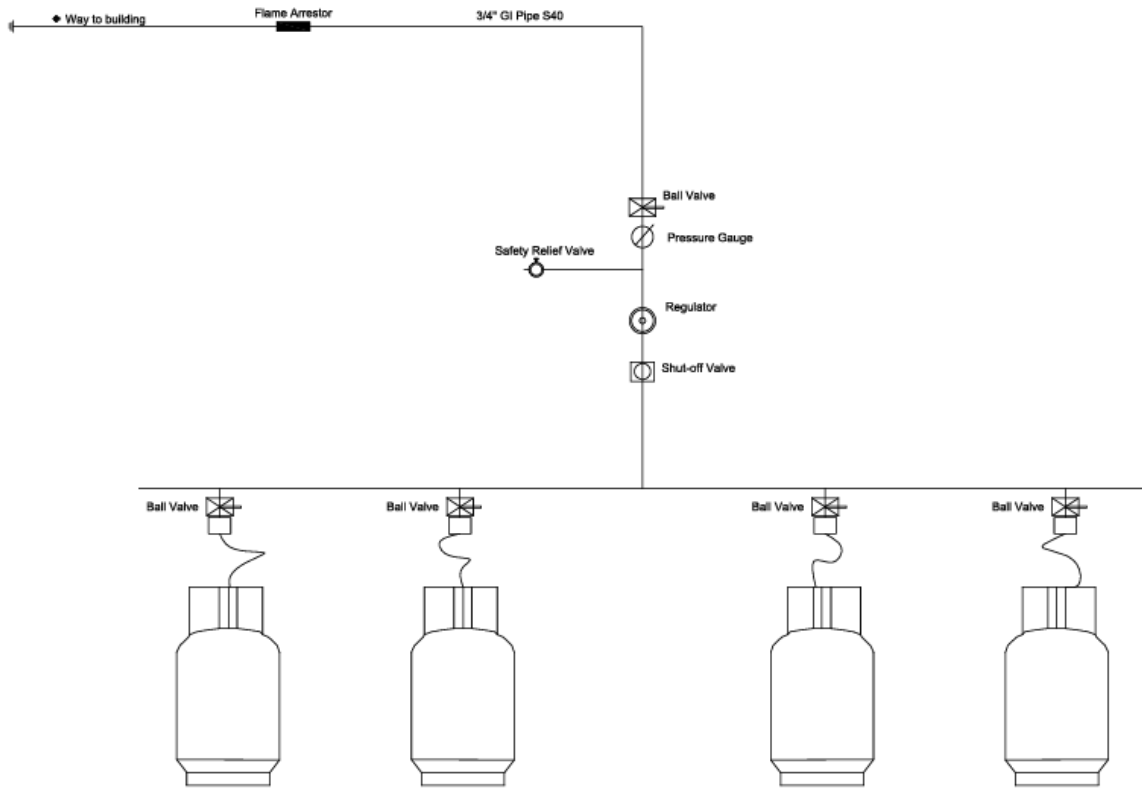 ◆ Way to building
Flame Arrestor
3/4" GI Pipe S40
Ball Valve
Pressure Gauge
Safety Relief Valve
Regulator
Shut-off Valve
Ball Valve
Ball Valve
Ball Valve
Ball Valve